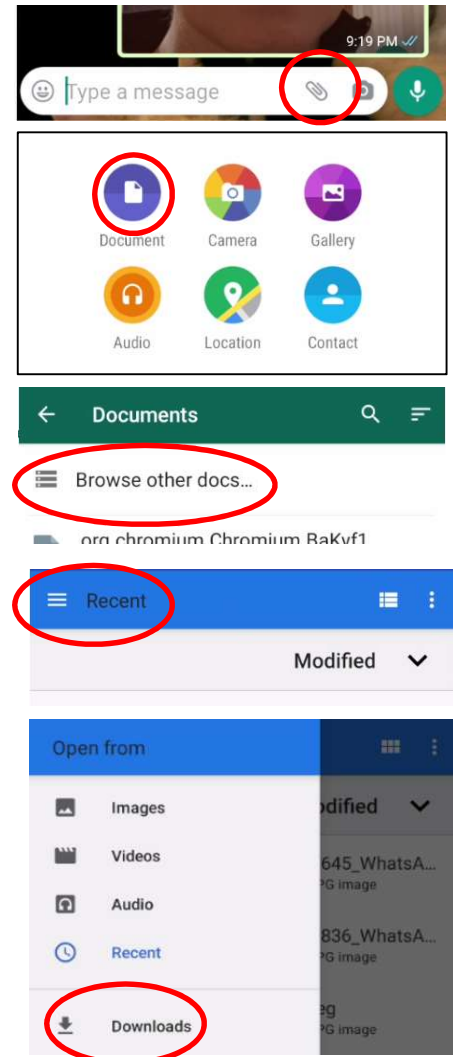 9:19 PM
Type a message
Document Camera Gallery
Audio Location Contact
Documents
Browse other docs...
org.chromium.Chromium.BaKyf1
Recent
Modified
Open from
Images
odified
Videos
645_WhatsA...
PG image
Audio
836_WhatsA...
Recent
PG image
eg
Downloads
PG image